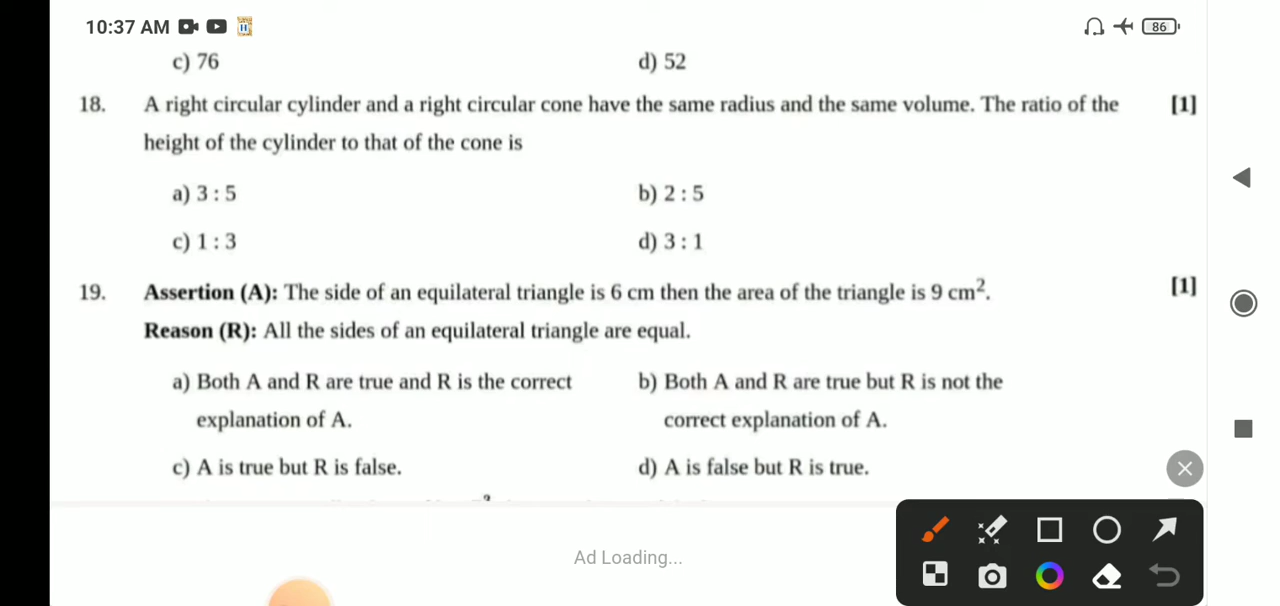 10:37 AM
86
c) 76 d) 52
18. A right circular cylinder and a right circular cone have the same radius and the same volume. The ratio of the [1]
height of the cylinder to that of the cone is
a) 3 : 5 b) 2 : 5
c) 1 : 3 d) 3 : 1
19. Assertion (A): The side of an equilateral triangle is 6 cm then the area of the triangle is 9 cm². [1]
Reason (R): All the sides of an equilateral triangle are equal.
a) Both A and R are true and R is the correct b) Both A and R are true but R is not the
explanation of A. correct explanation of A.
c) A is true but R is false. d) A is false but R is true.
Ad Loading...